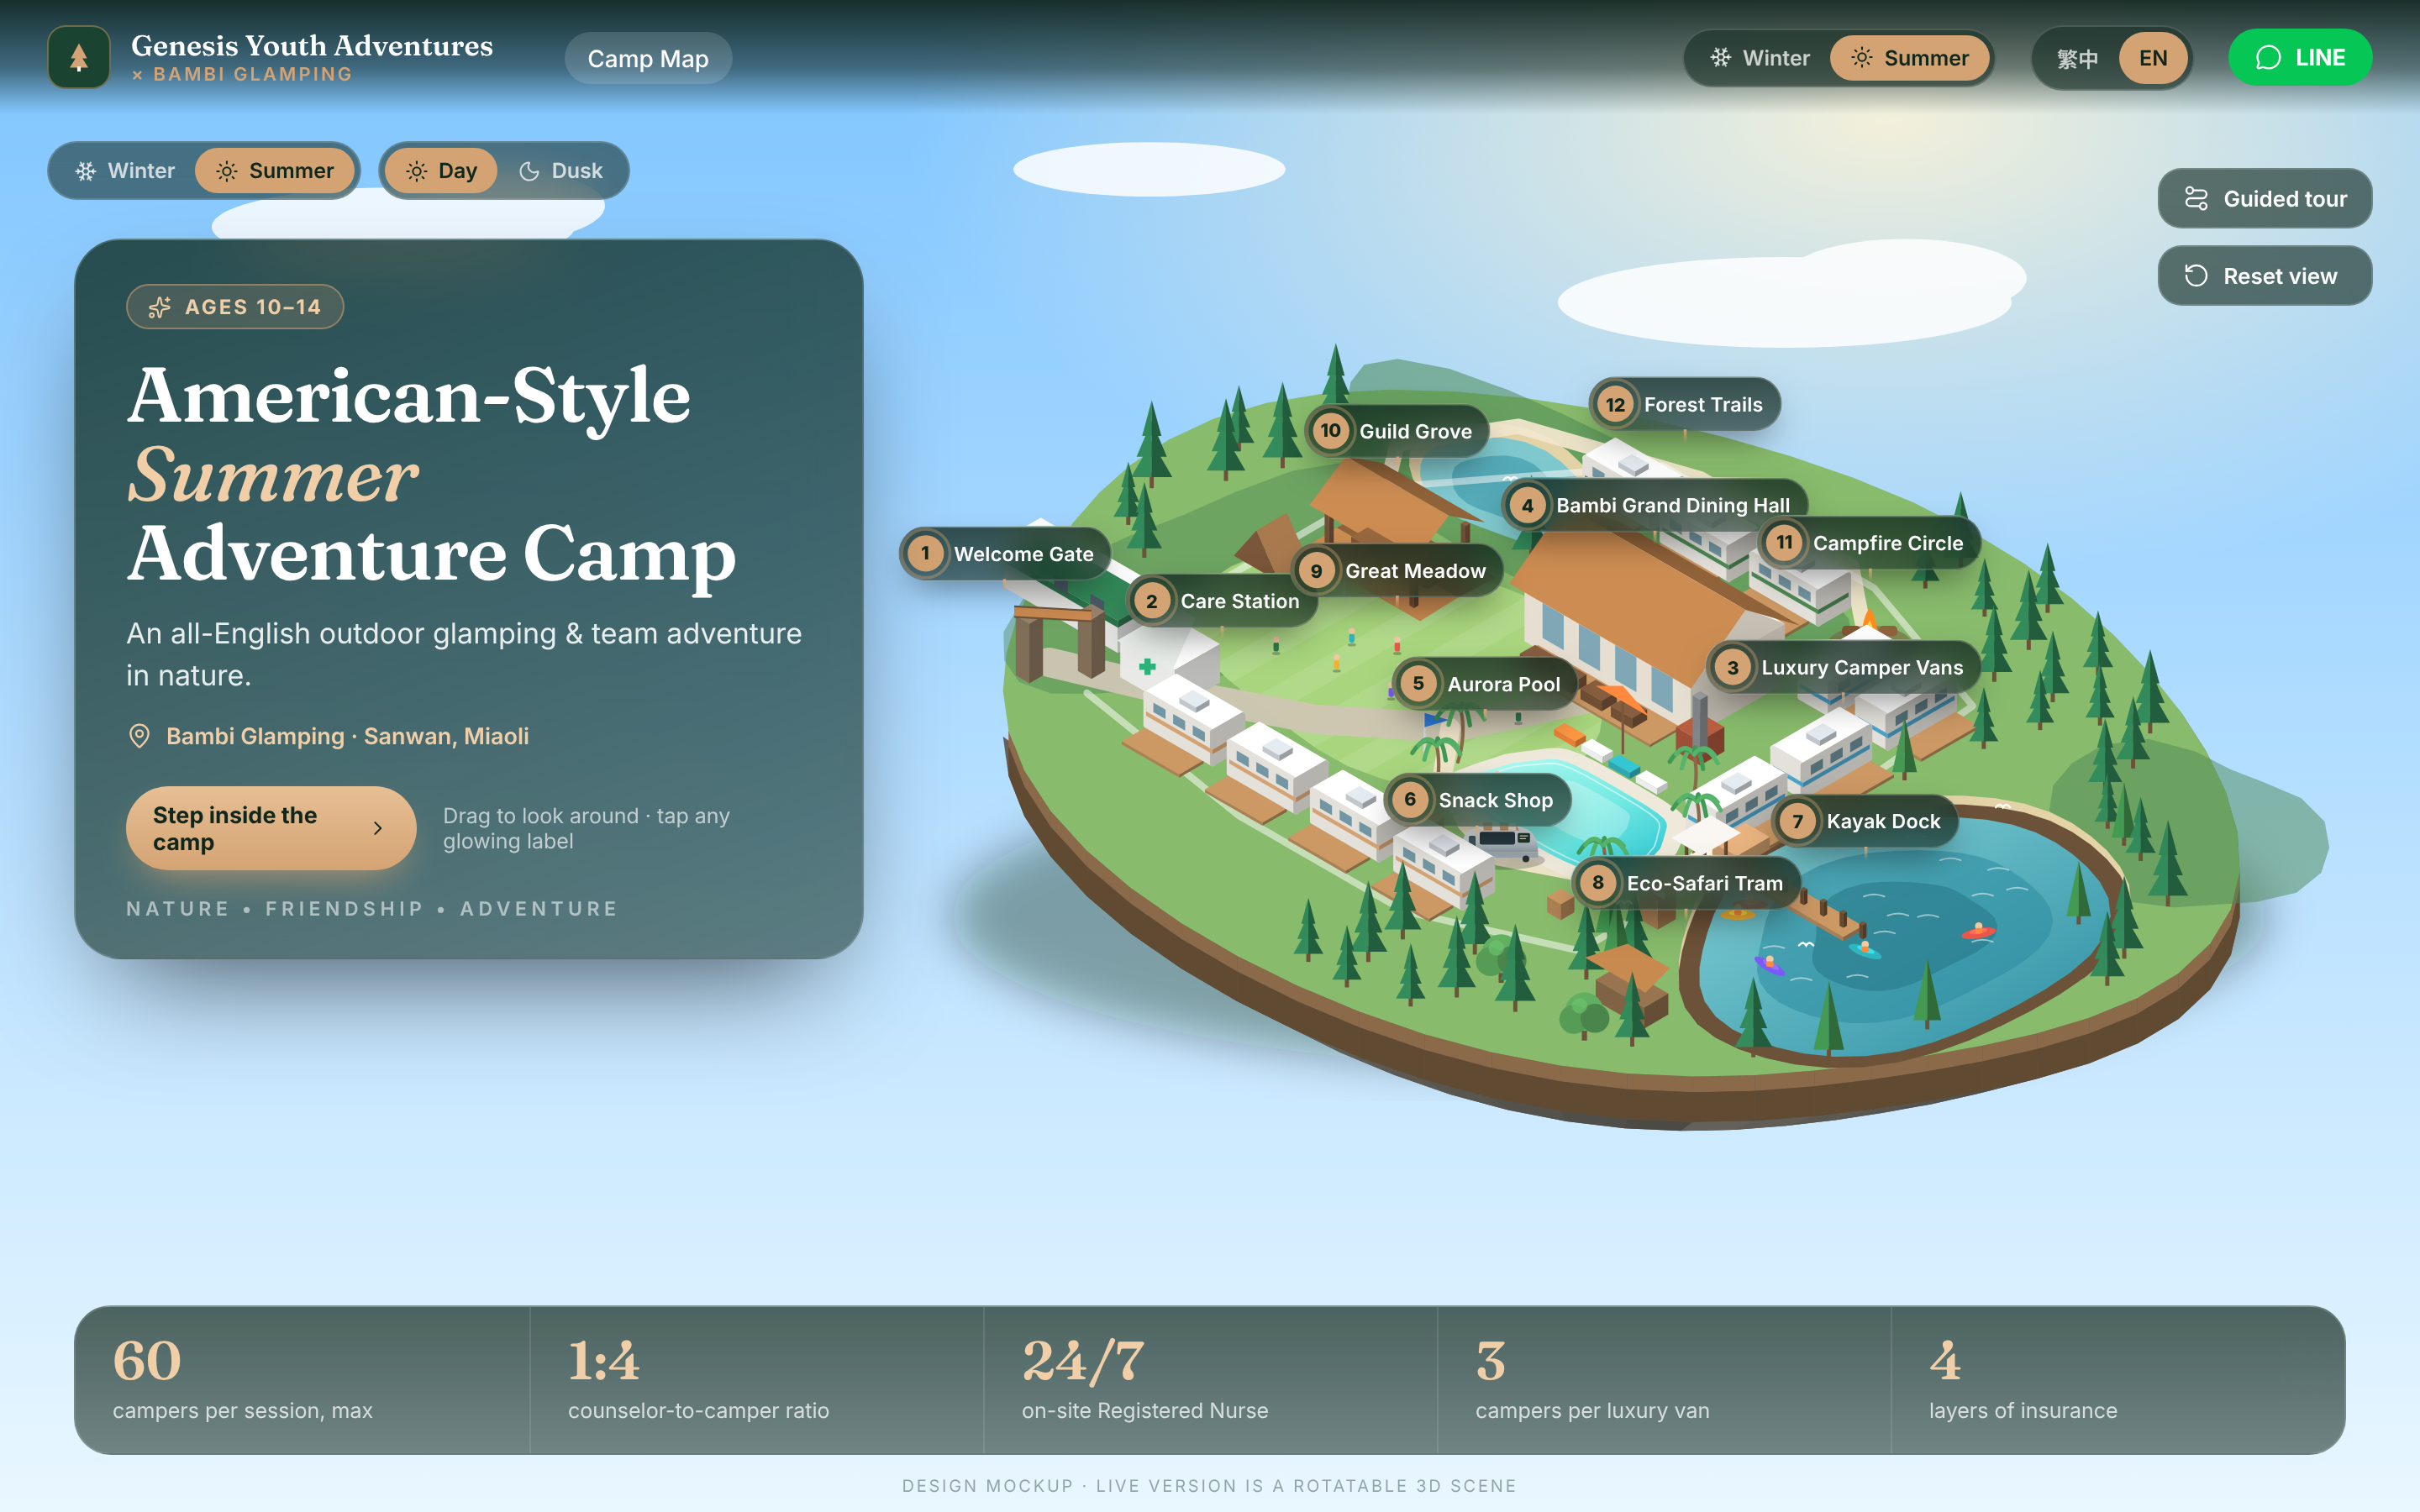 Genesis Youth Adventures
× BAMBI GLAMPING
Camp Map
Winter
Summer
繁中
EN
LINE
Winter
Summer
Day
Dusk
Guided tour
Reset view
AGES 10–14
American-Style
Summer
Adventure Camp
An all-English outdoor glamping & team adventure
in nature.
Bambi Glamping · Sanwan, Miaoli
Step inside the
camp
Drag to look around · tap any
glowing label
NATURE • FRIENDSHIP • ADVENTURE
12 Forest Trails
10 Guild Grove
4 Bambi Grand Dining Hall
11 Campfire Circle
1 Welcome Gate
9 Great Meadow
2 Care Station
3 Luxury Camper Vans
5 Aurora Pool
6 Snack Shop
7 Kayak Dock
8 Eco-Safari Tram
60
campers per session, max
1:4
counselor-to-camper ratio
24/7
on-site Registered Nurse
3
campers per luxury van
4
layers of insurance
DESIGN MOCKUP · LIVE VERSION IS A ROTATABLE 3D SCENE